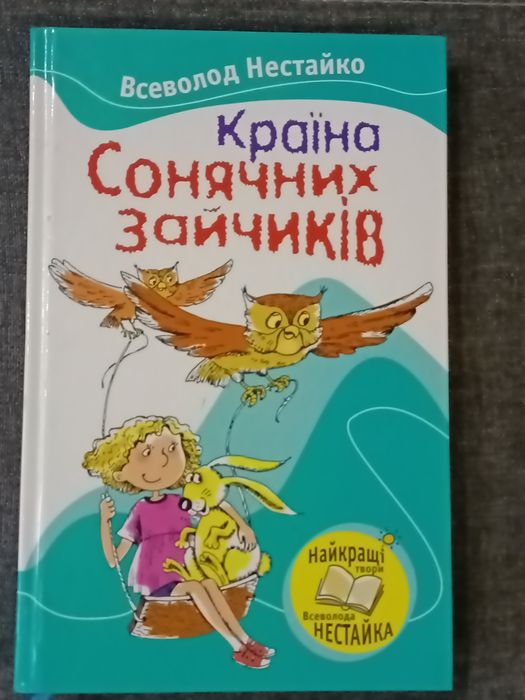 Всеволод Нестайко
Країна
Сонячних
зайчиків
Найкращі
твори
Всеволода
НЕСТАЙКА